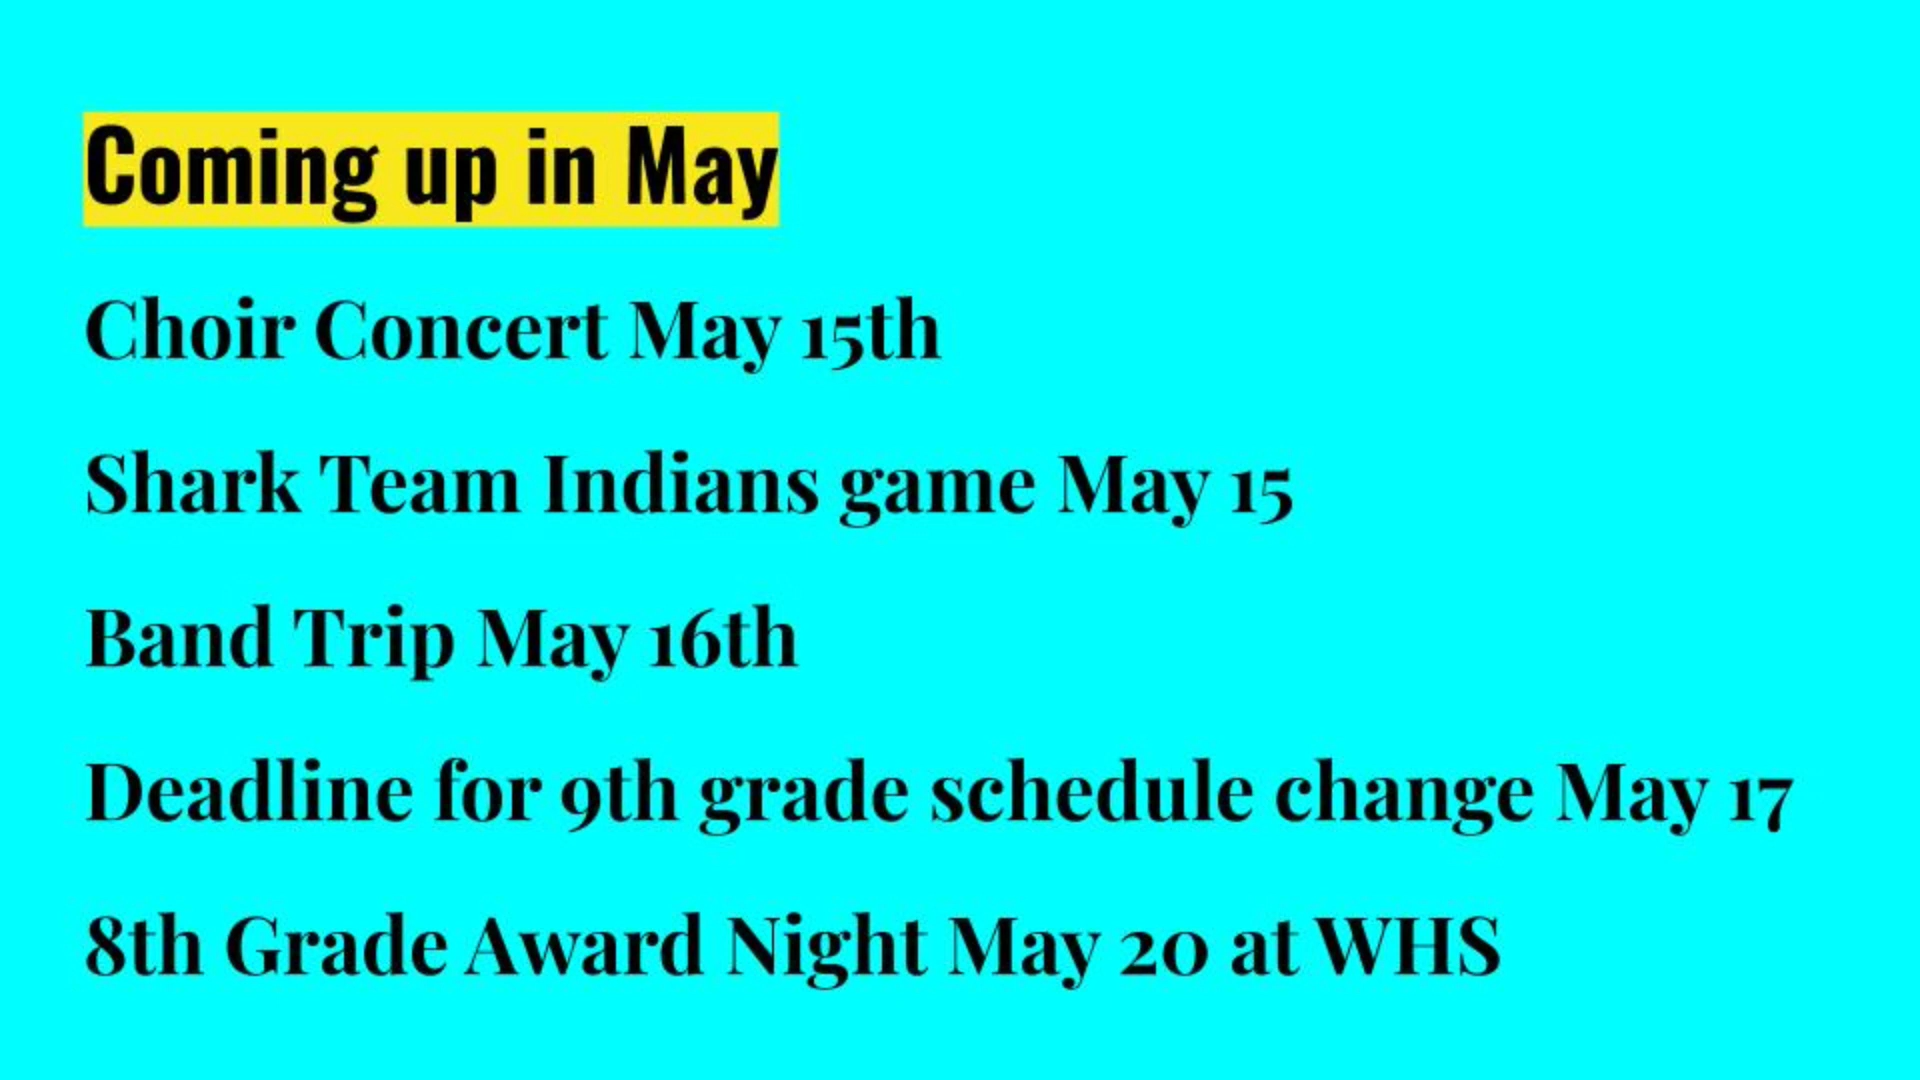 Coming up in May
Choir Concert May 15th
Shark Team Indians game May 15
Band Trip May 16th
Deadline for 9th grade schedule change May 17
8th Grade Award Night May 20 at WHS